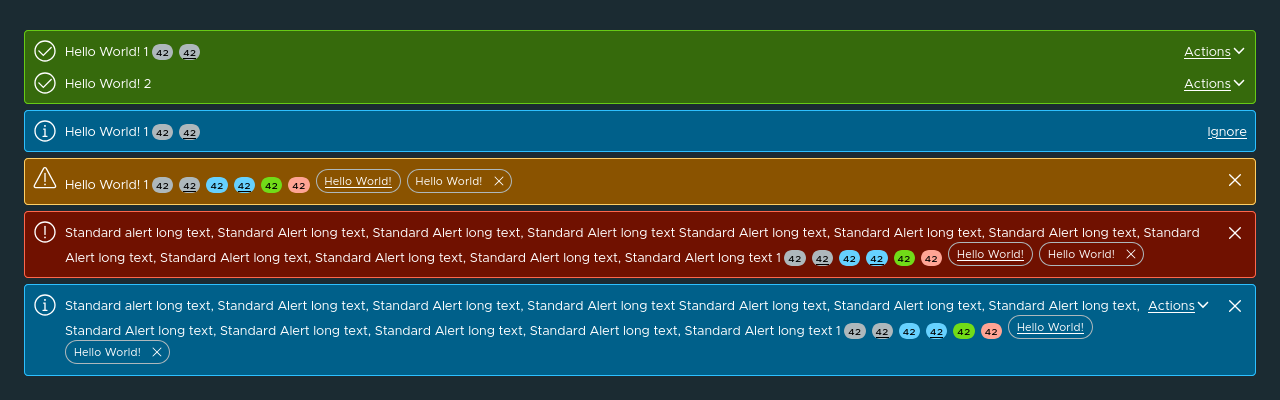 Hello World! 1 42 42 Actions
Hello World! 2 Actions
Hello World! 1 42 42 Ignore
Hello World! 1 42 42 42 42 42 42 Hello World! Hello World!
Standard alert long text, Standard Alert long text, Standard Alert long text, Standard Alert long text Standard Alert long text, Standard Alert long text, Standard
Alert long text, Standard Alert long text, Standard Alert long text, Standard Alert long text, Standard Alert long text 1 42 42 42 42 42 42 Hello World! Hello World!
Standard alert long text, Standard Alert long text, Standard Alert long text, Standard Alert long text Standard Alert long text, Standard Alert long text, Standard Alert long text, Actions
Standard Alert long text, Standard Alert long text, Standard Alert long text, Standard Alert long text, Standard Alert long text 1 42 42 42 42 42 42 Hello World!
Hello World!